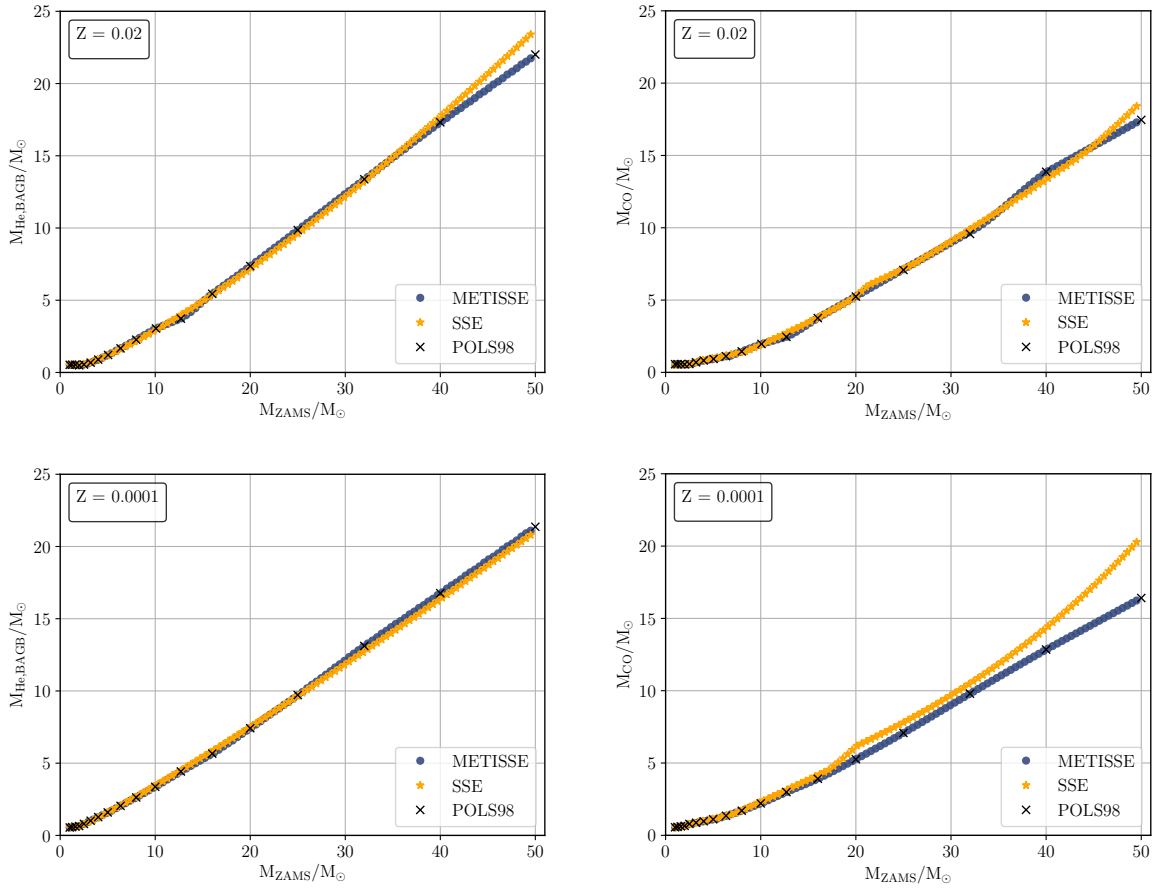 Z = 0.02
M_He,BAGB/M_⊙
25
20
15
10
5
0
METISSE
SSE
POLS98
0 10 20 30 40 50
M_ZAMS/M_⊙
Z = 0.02
M_CO/M_⊙
25
20
15
10
5
0
METISSE
SSE
POLS98
0 10 20 30 40 50
M_ZAMS/M_⊙
Z = 0.0001
M_He,BAGB/M_⊙
25
20
15
10
5
0
METISSE
SSE
POLS98
0 10 20 30 40 50
M_ZAMS/M_⊙
Z = 0.0001
M_CO/M_⊙
25
20
15
10
5
0
METISSE
SSE
POLS98
0 10 20 30 40 50
M_ZAMS/M_⊙